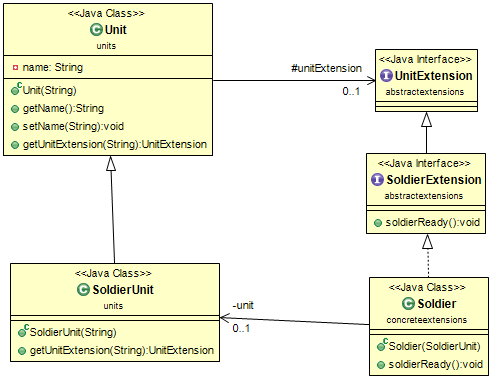 <<Java Class>>
Unit
units
name: String
Unit(String)
getName():String
setName(String):void
getUnitExtension(String):UnitExtension
#unitExtension
0..1
<<Java Interface>>
UnitExtension
abstractextensions
<<Java Interface>>
SoldierExtension
abstractextensions
soldierReady():void
<<Java Class>>
SoldierUnit
units
SoldierUnit(String)
getUnitExtension(String):UnitExtension
-unit
0..1
<<Java Class>>
Soldier
concreteextensions
Soldier(SoldierUnit)
soldierReady():void